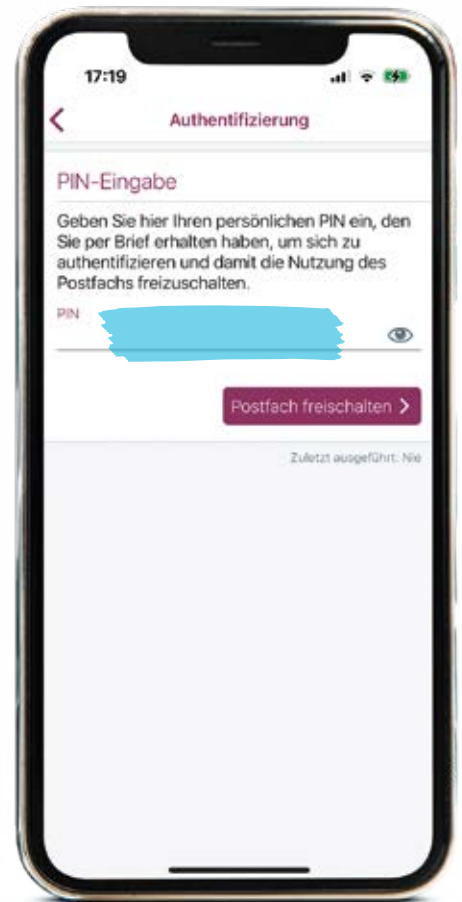 17:19
Authentifizierung
PIN-Eingabe
Geben Sie hier Ihren persönlichen PIN ein, den
Sie per Brief erhalten haben, um sich zu
authentifizieren und damit die Nutzung des
Postfachs freizuschalten.
PIN
Postfach freischalten
Zuletzt ausgeführt: Nie